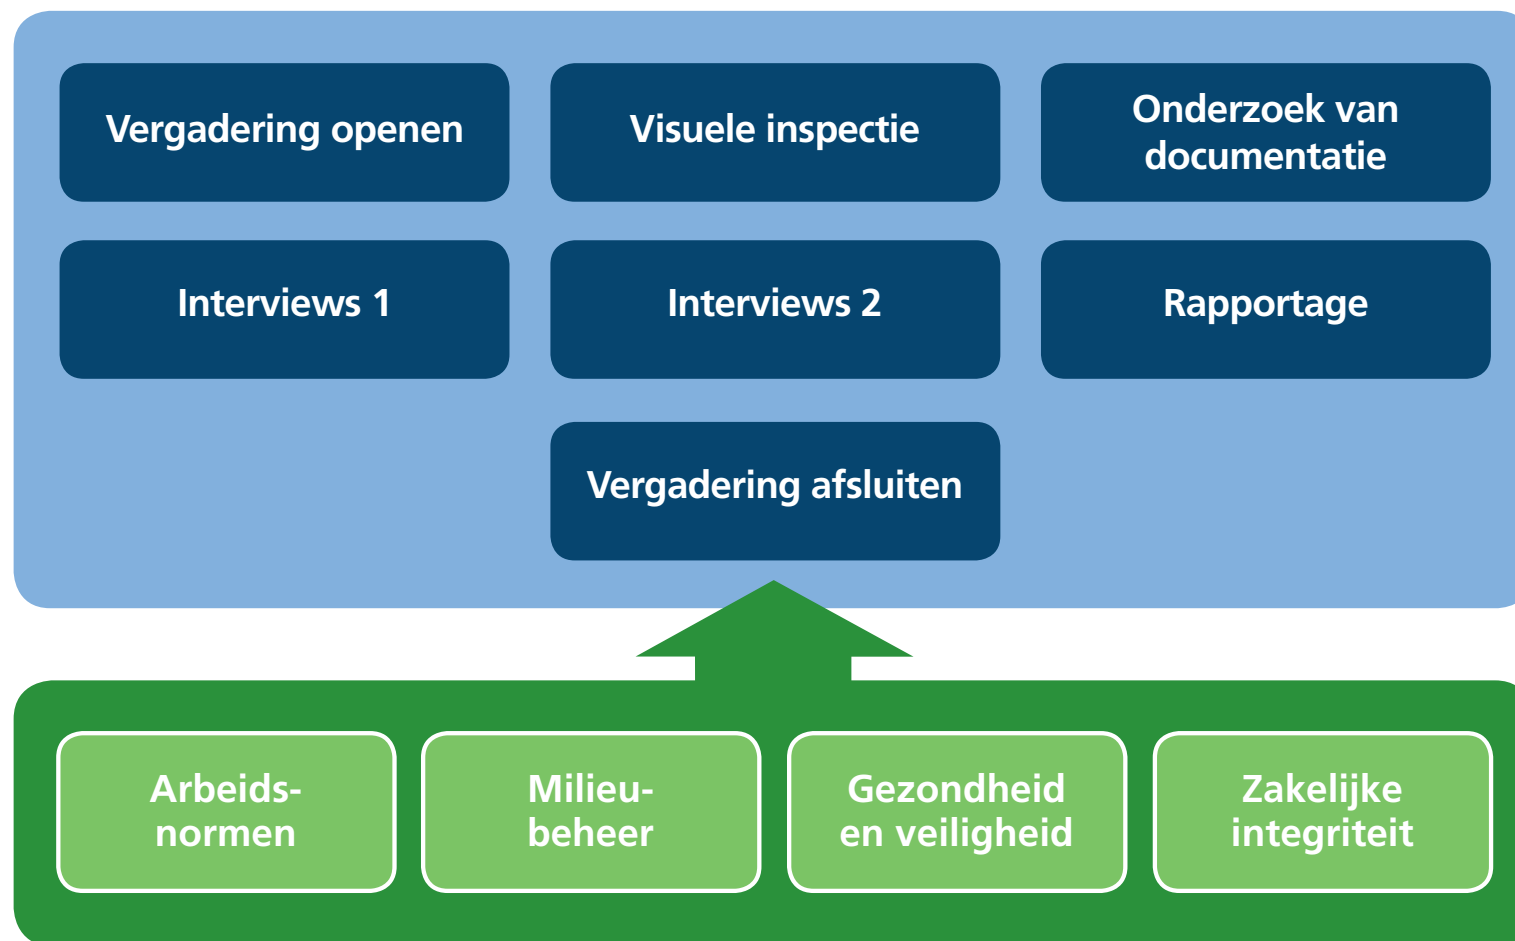 Vergadering openen
Visuele inspectie
Onderzoek van
documentatie
Interviews 1
Interviews 2
Rapportage
Vergadering afsluiten
Arbeids-
normen
Milieu-
beheer
Gezondheid
en veiligheid
Zakelijke
integriteit